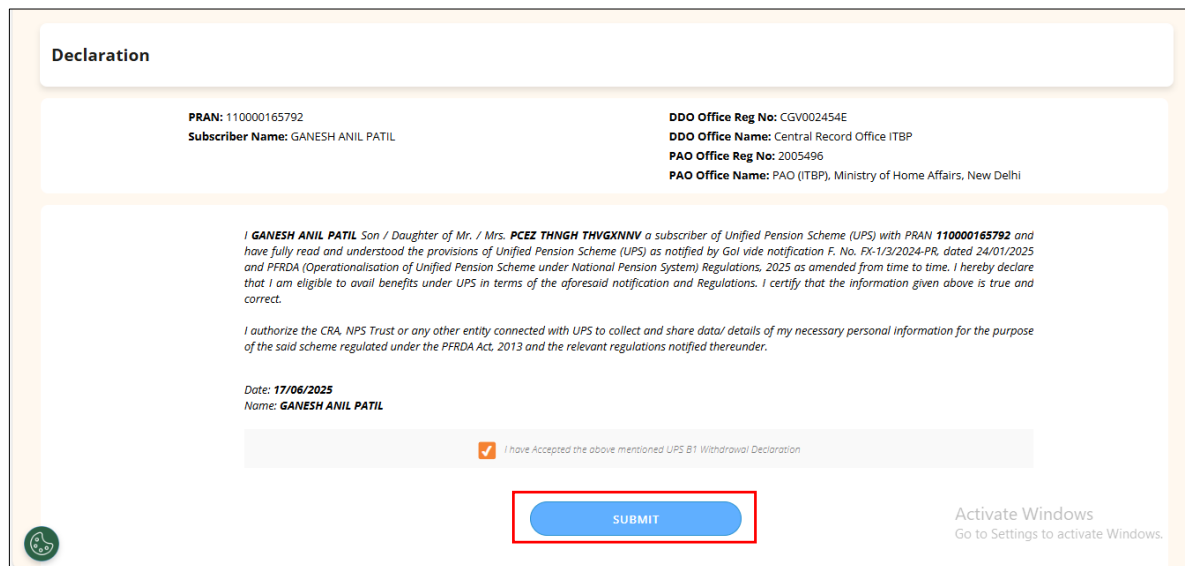 Declaration
PRAN: 110000165792
Subscriber Name: GANESH ANIL PATIL
DDO Office Reg No: CGV002454E
DDO Office Name: Central Record Office ITBP
PAO Office Reg No: 2005496
PAO Office Name: PAO (ITBP), Ministry of Home Affairs, New Delhi
I GANESH ANIL PATIL Son / Daughter of Mr. / Mrs. PCEZ THNGH THVGXNNV a subscriber of Unified Pension Scheme (UPS) with PRAN 110000165792 and
have fully read and understood the provisions of Unified Pension Scheme (UPS) as notified by GoI vide notification F. No. FX-1/3/2024-PR, dated 24/01/2025
and PFRDA (Operationalisation of Unified Pension Scheme under National Pension System) Regulations, 2025 as amended from time to time. I hereby declare
that I am eligible to avail benefits under UPS in terms of the aforesaid notification and Regulations. I certify that the information given above is true and
correct.
I authorize the CRA, NPS Trust or any other entity connected with UPS to collect and share data/ details of my necessary personal information for the purpose
of the said scheme regulated under the PFRDA Act, 2013 and the relevant regulations notified thereunder.
Date: 17/06/2025
Name: GANESH ANIL PATIL
I have Accepted the above mentioned UPS B1 Withdrawal Declaration
SUBMIT
Activate Windows
Go to Settings to activate Windows.